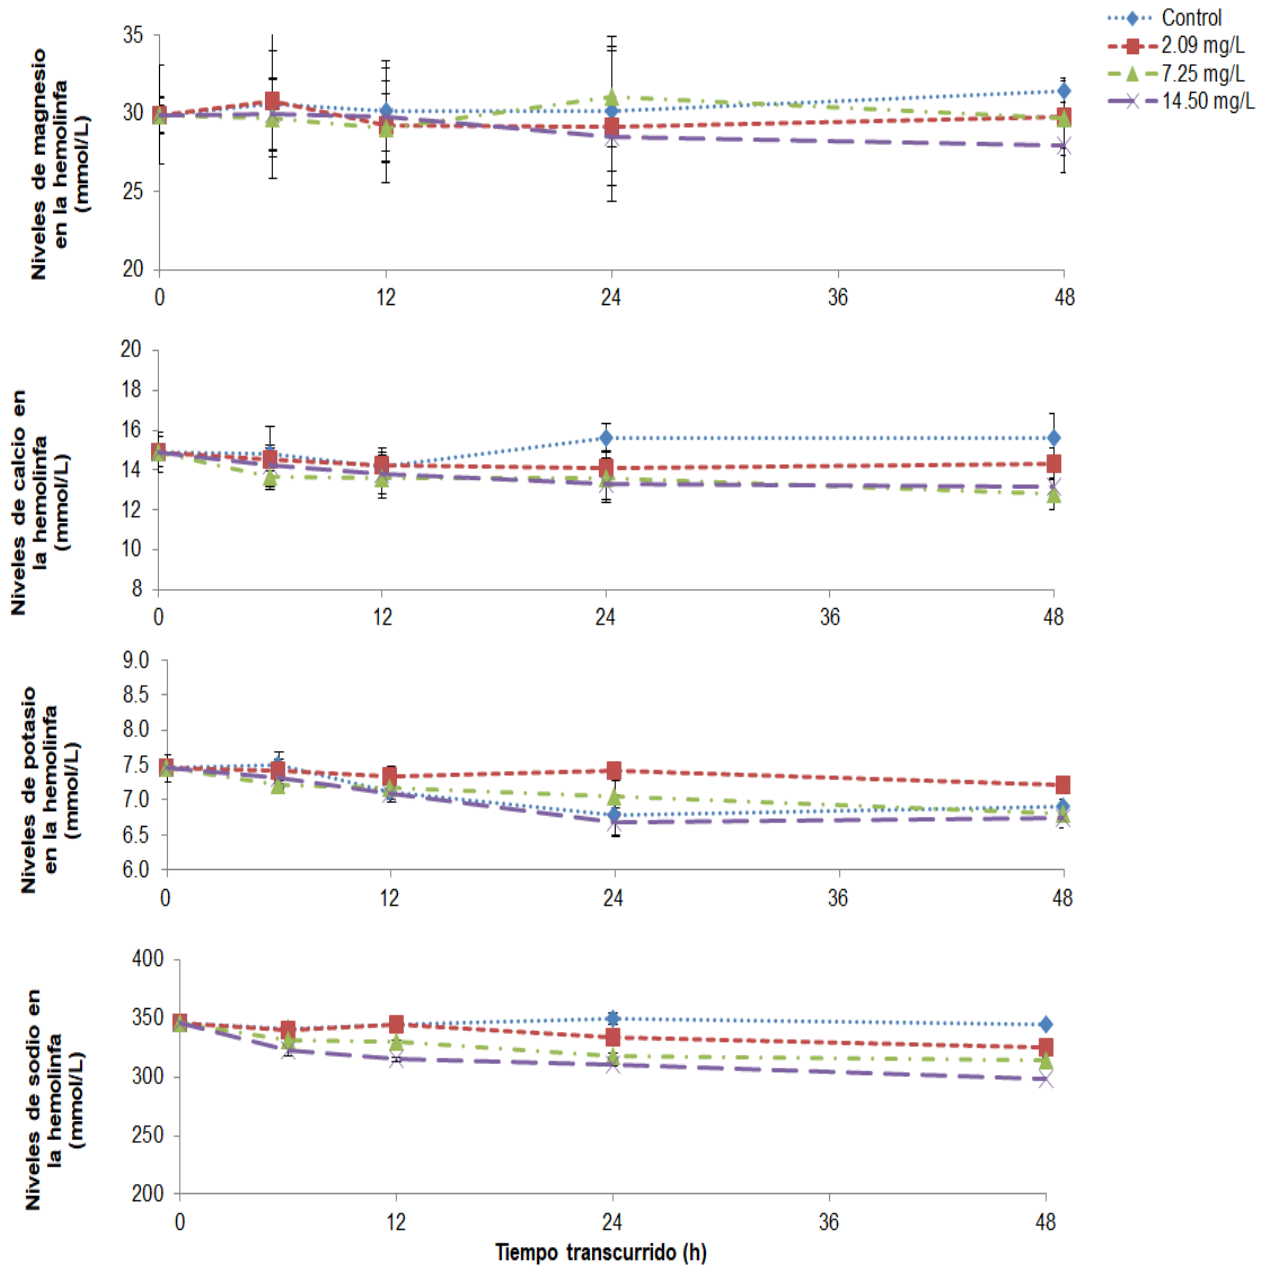 Control
2.09 mg/L
7.25 mg/L
14.50 mg/L
Niveles de magnesio
en la hemolinfa
(mmol/L)
35
30
25
20
0
12
24
36
48
Niveles de calcio en
la hemolinfa
(mmol/L)
20
18
16
14
12
10
8
0
12
24
36
48
Niveles de potasio
en la hemolinfa
(mmol/L)
9.0
8.5
8.0
7.5
7.0
6.5
6.0
0
12
24
36
48
Niveles de sodio en
la hemolinfa
(mmol/L)
400
350
300
250
200
0
12
24
36
48
Tiempo transcurrido (h)